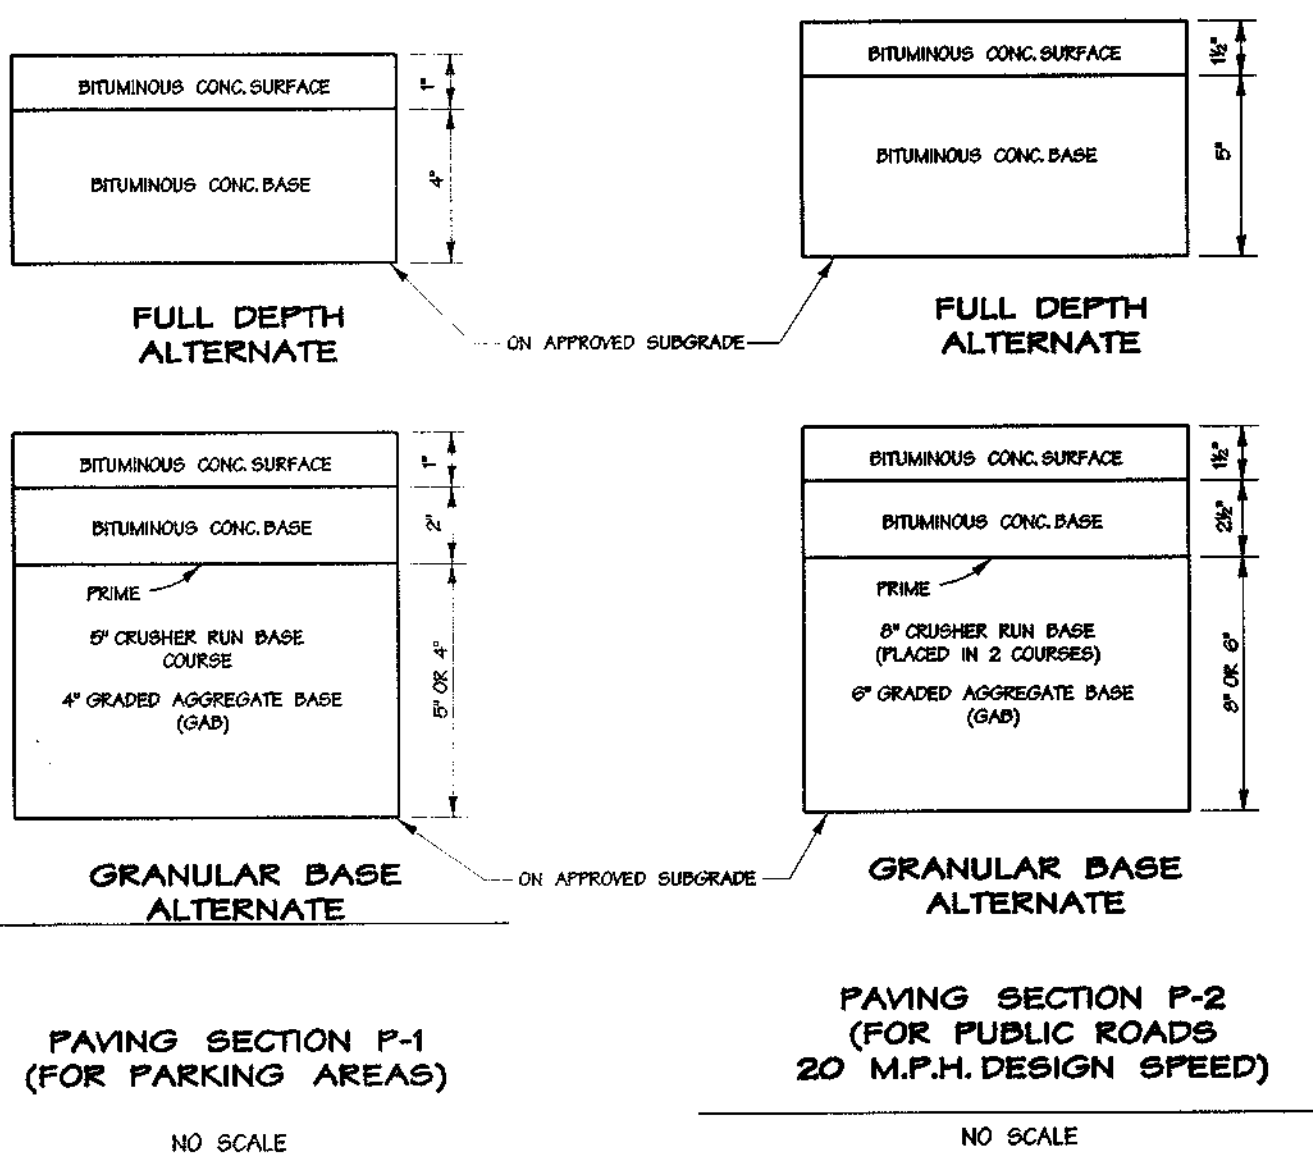 BITUMINOUS CONC. SURFACE
1"
BITUMINOUS CONC. BASE
4"
FULL DEPTH
ALTERNATE
BITUMINOUS CONC. SURFACE
1½"
BITUMINOUS CONC. BASE
5"
FULL DEPTH
ALTERNATE
ON APPROVED SUBGRADE
BITUMINOUS CONC. SURFACE
1"
BITUMINOUS CONC. BASE
2"
PRIME
5" CRUSHER RUN BASE
COURSE
4" GRADED AGGREGATE BASE
(GAB)
5" OR 4"
GRANULAR BASE
ALTERNATE
BITUMINOUS CONC. SURFACE
1½"
BITUMINOUS CONC. BASE
2½"
PRIME
8" CRUSHER RUN BASE
(PLACED IN 2 COURSES)
6" GRADED AGGREGATE BASE
(GAB)
8" OR 6"
ON APPROVED SUBGRADE
GRANULAR BASE
ALTERNATE
PAVING SECTION P-1
(FOR PARKING AREAS)
NO SCALE
PAVING SECTION P-2
(FOR PUBLIC ROADS
20 M.P.H. DESIGN SPEED)
NO SCALE